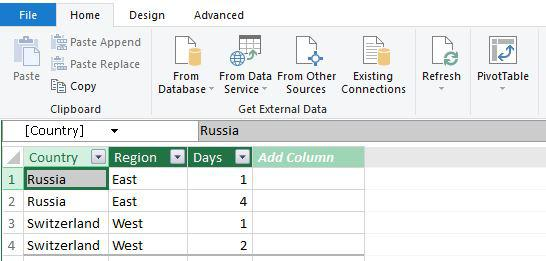 File Home Design Advanced
Paste
Paste Append
Paste Replace
Copy
Clipboard
From Database
From Data Service
From Other Sources
Existing Connections
Get External Data
Refresh
PivotTable
[Country] Russia
Country Region Days Add Column
1 Russia East 1
2 Russia East 4
3 Switzerland West 1
4 Switzerland West 2